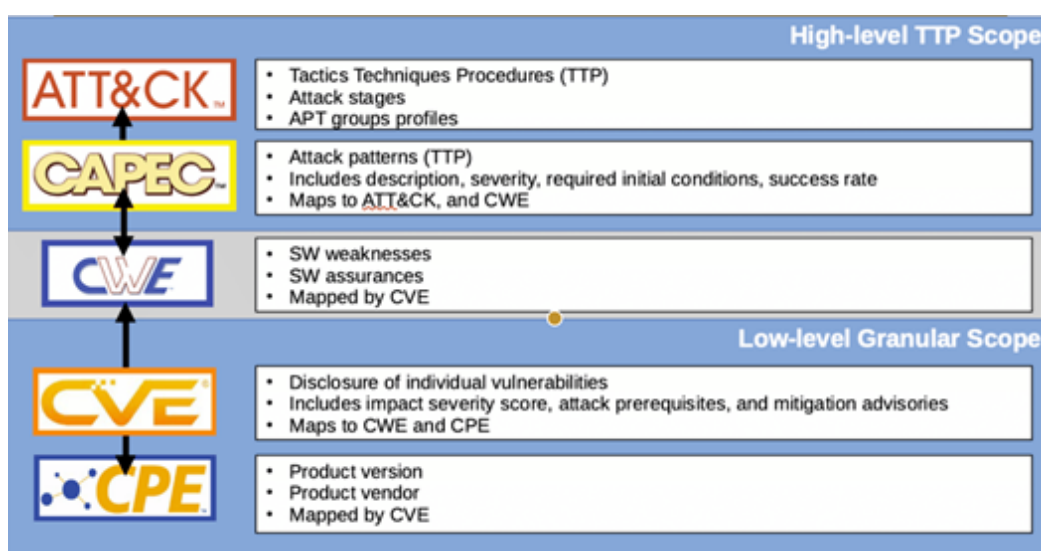 High-level TTP Scope
ATT&CK™
• Tactics Techniques Procedures (TTP)
• Attack stages
• APT groups profiles
CAPEC™
• Attack patterns (TTP)
• Includes description, severity, required initial conditions, success rate
• Maps to ATT&CK, and CWE
CWE
• SW weaknesses
• SW assurances
• Mapped by CVE
Low-level Granular Scope
CVE®
• Disclosure of individual vulnerabilities
• Includes impact severity score, attack prerequisites, and mitigation advisories
• Maps to CWE and CPE
CPE™
• Product version
• Product vendor
• Mapped by CVE